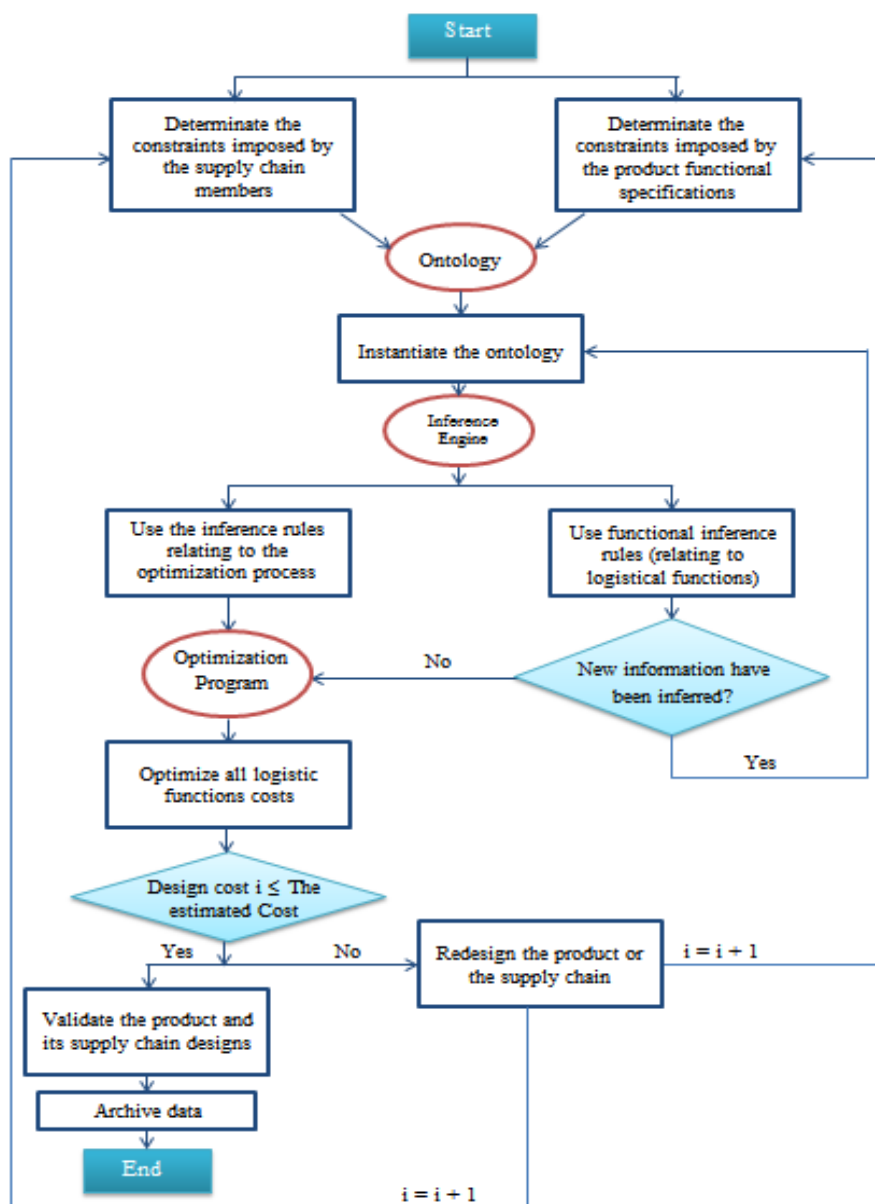 Start
Determinate the
constraints imposed by
the supply chain
members
Determinate the
constraints imposed by
the product functional
specifications
Ontology
Instantiate the ontology
Inference
Engine
Use the inference rules
relating to the
optimization process
Use functional inference
rules (relating to
logistical functions)
Optimization
Program
No
New information have
been inferred?
Yes
Optimize all logistic
functions costs
Design cost i ≤ The
estimated Cost
Yes
No
Redesign the product or
the supply chain
i = i + 1
Validate the product and
its supply chain designs
Archive data
End
i = i + 1